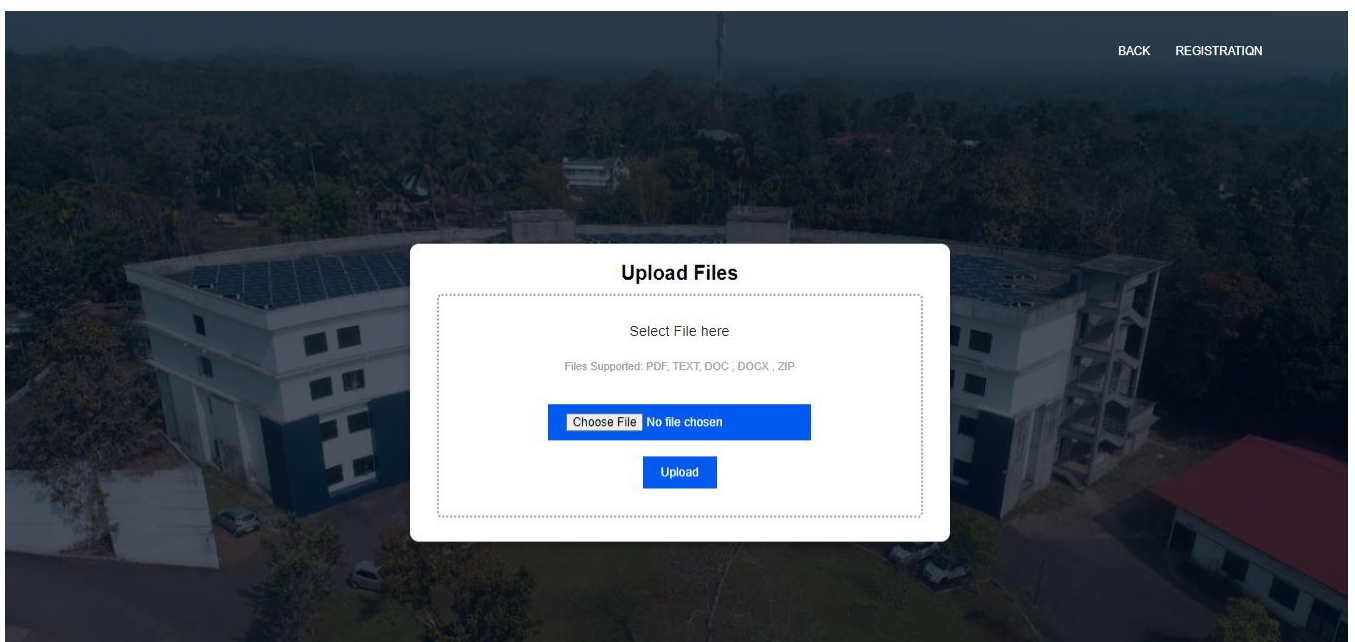 BACK REGISTRATION
Upload Files
Select File here
Files Supported: PDF, TEXT, DOC , DOCX , ZIP
Choose File No file chosen
Upload